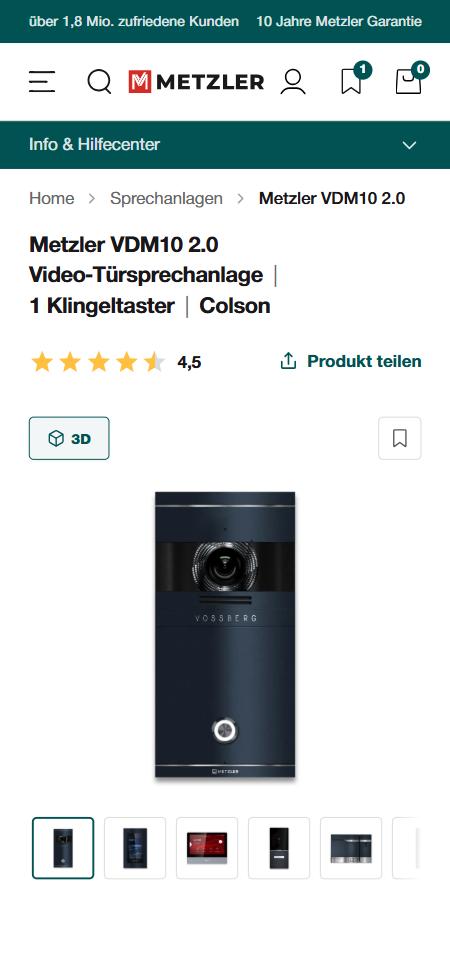 über 1,8 Mio. zufriedene Kunden 10 Jahre Metzler Garantie
METZLER 1 0
Info & Hilfecenter
Home > Sprechanlagen > Metzler VDM10 2.0
Metzler VDM10 2.0
Video-Türsprechanlage |
1 Klingeltaster | Colson
4,5 Produkt teilen
3D
VOSSBERG
METZLER